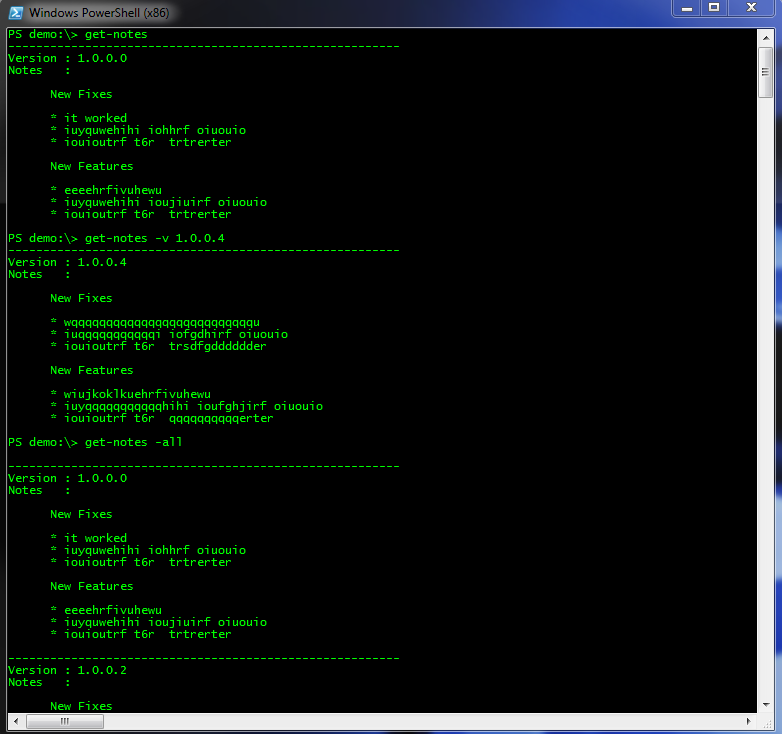 Windows PowerShell (x86)
PS demo:\> get-notes
--------------------------------------------------------
Version : 1.0.0.0
Notes   :
New Fixes
* it worked
* iuyquwehihi iohhrf oiuouio
* iouioutrf t6r  trtrerter
New Features
* eeeehrfivuhewu
* iuyquwehihi ioujiuirf oiuouio
* iouioutrf t6r  trtrerter
PS demo:\> get-notes -v 1.0.0.4
--------------------------------------------------------
Version : 1.0.0.4
Notes   :
New Fixes
* wqqqqqqqqqqqqqqqqqqqqqqqqqqu
* iuqqqqqqqqqqqi iofgdhirf oiuouio
* iouioutrf t6r  trsdfgddddddder
New Features
* wiujkoklkuehrfivuhewu
* iuyqqqqqqqqqqqhihi ioufghjirf oiuouio
* iouioutrf t6r  qqqqqqqqqqerter
PS demo:\> get-notes -all
--------------------------------------------------------
Version : 1.0.0.0
Notes   :
New Fixes
* it worked
* iuyquwehihi iohhrf oiuouio
* iouioutrf t6r  trtrerter
New Features
* eeeehrfivuhewu
* iuyquwehihi ioujiuirf oiuouio
* iouioutrf t6r  trtrerter
--------------------------------------------------------
Version : 1.0.0.2
Notes   :
New Fixes